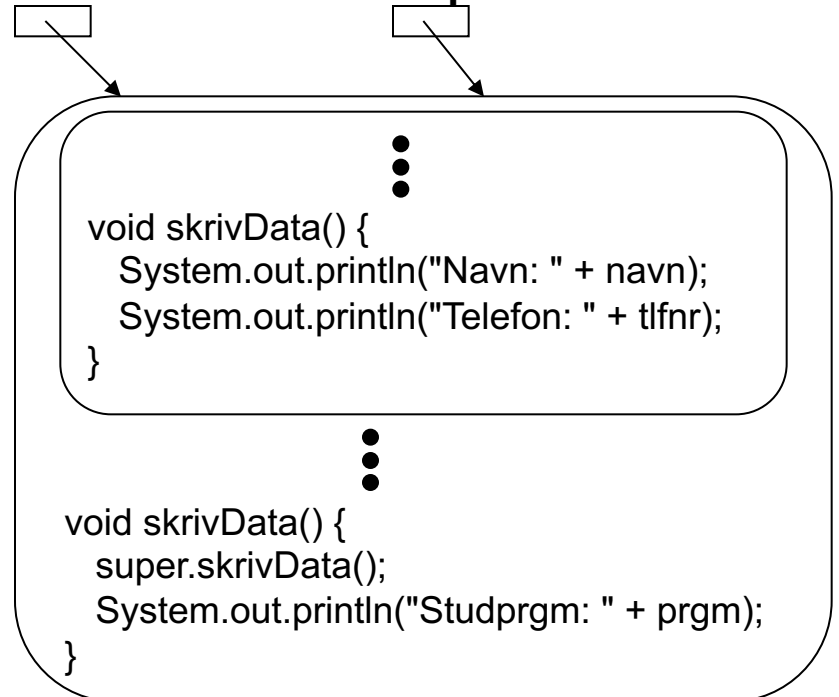 void skrivData() {
System.out.println("Navn: " + navn);
System.out.println("Telefon: " + tlfnr);
}
void skrivData() {
super.skrivData();
System.out.println("Studprgm: " + prgm);
}